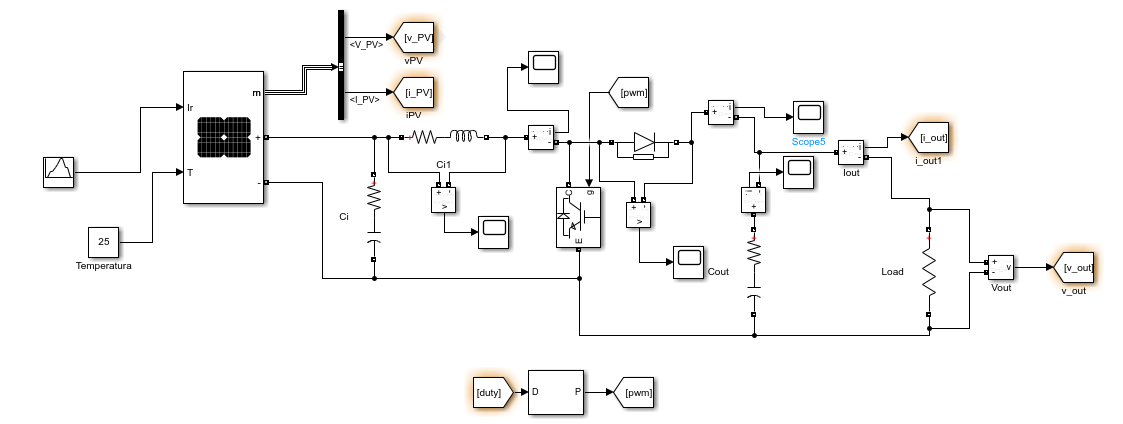 [v_PV]
<V_PV>
vPV
m
[i_PV]
[pwm]
<I_PV>
iPV
Ir
i
+
-
+
-
i
+
-
Scope5
[i_out]
i_out1
i
+
-
Iout
Ci1
T
-
+
-
v
C
g
E
+
-
v
+
Ci
25
Temperatura
Cout
Load
+
-
v
Vout
[v_out]
v_out
[duty]
D
P
[pwm]